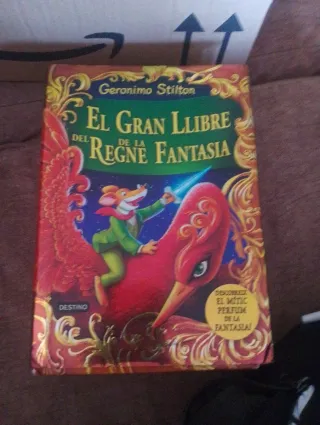 Geronimo Stilton
EL GRAN LLIBRE
DEL REGNE DE LA FANTASIA
DESCOBREIX
EL MÍTIC
PERFUM
DE LA
FANTASIA!
DESTINO